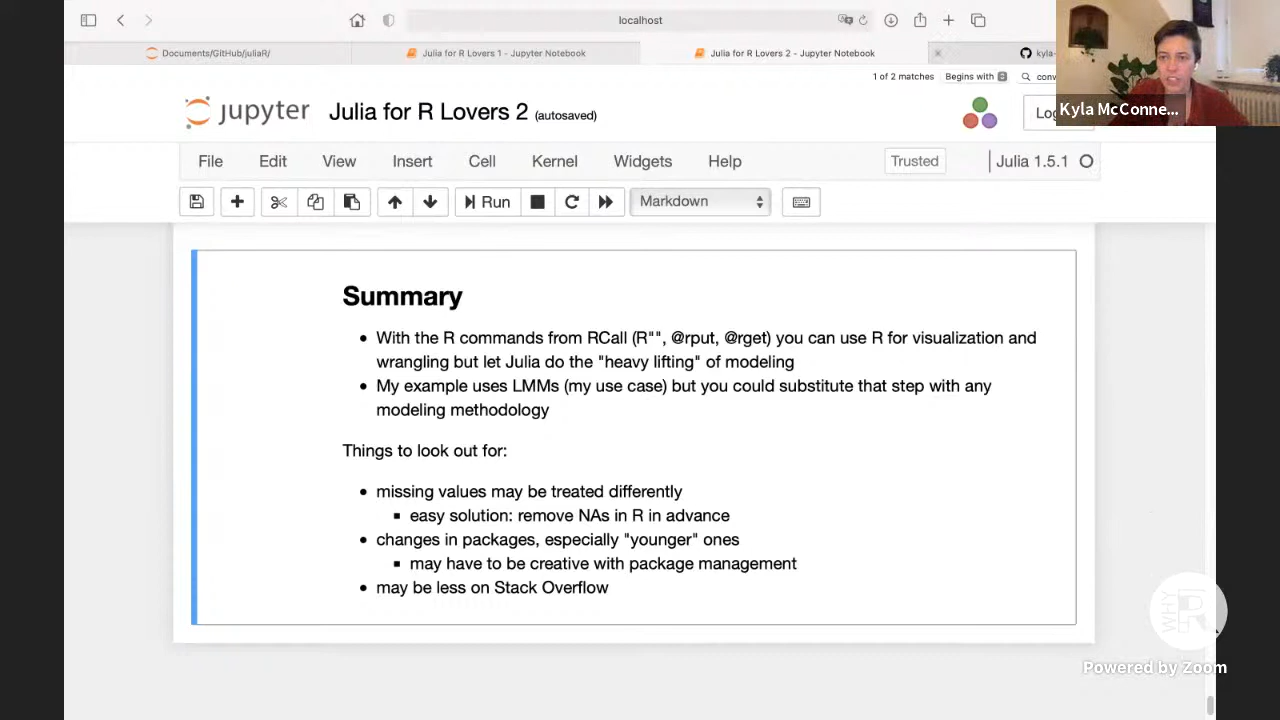 localhost
Documents/GitHub/juliaR/
Julia for R Lovers 1 - Jupyter Notebook
Julia for R Lovers 2 - Jupyter Notebook
kyla-
1 of 2 matches
Begins with
conv
Kyla McConne...
jupyter
Julia for R Lovers 2 (autosaved)
File
Edit
View
Insert
Cell
Kernel
Widgets
Help
Trusted
Julia 1.5.1
Run
Markdown
Summary
With the R commands from RCall (R"", @rput, @rget) you can use R for visualization and
wrangling but let Julia do the "heavy lifting" of modeling
My example uses LMMs (my use case) but you could substitute that step with any
modeling methodology
Things to look out for:
missing values may be treated differently
easy solution: remove NAs in R in advance
changes in packages, especially "younger" ones
may have to be creative with package management
may be less on Stack Overflow
WHY R
Powered by Zoom